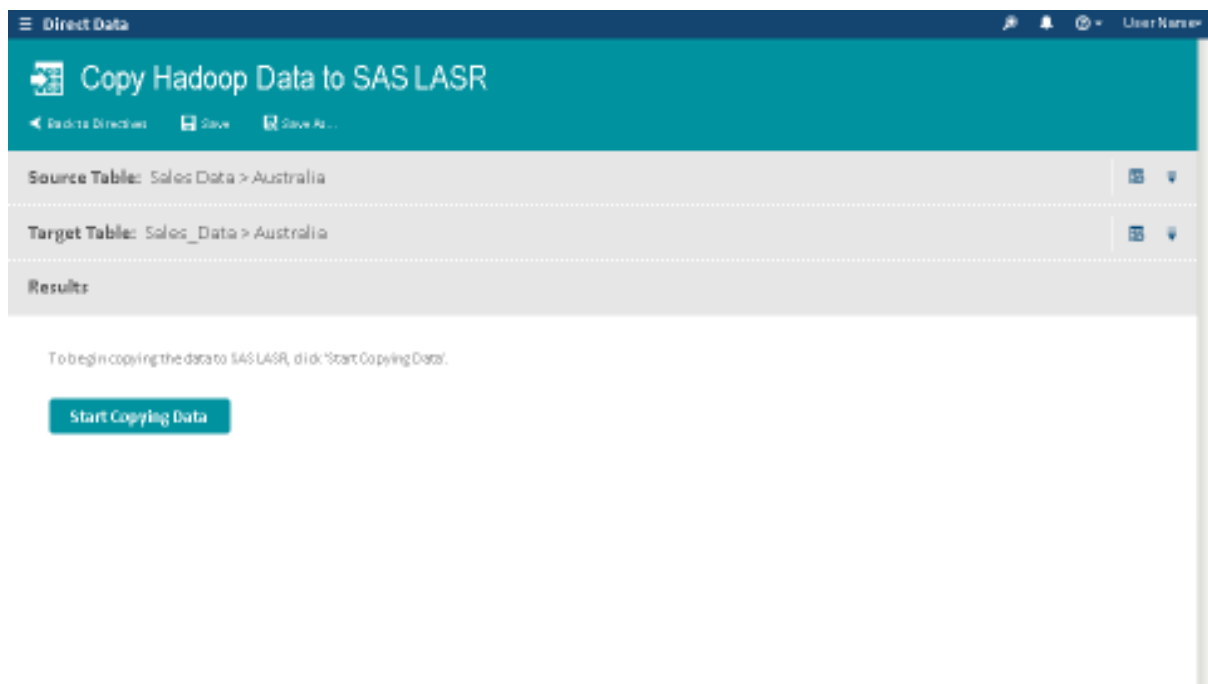 Direct Data
User Name
Copy Hadoop Data to SAS LASR
Back to Directives Save Save As...
Source Table: Sales Data > Australia
Target Table: Sales_Data > Australia
Results
To begin copying the data to SAS LASR, click 'Start Copying Data'.
Start Copying Data